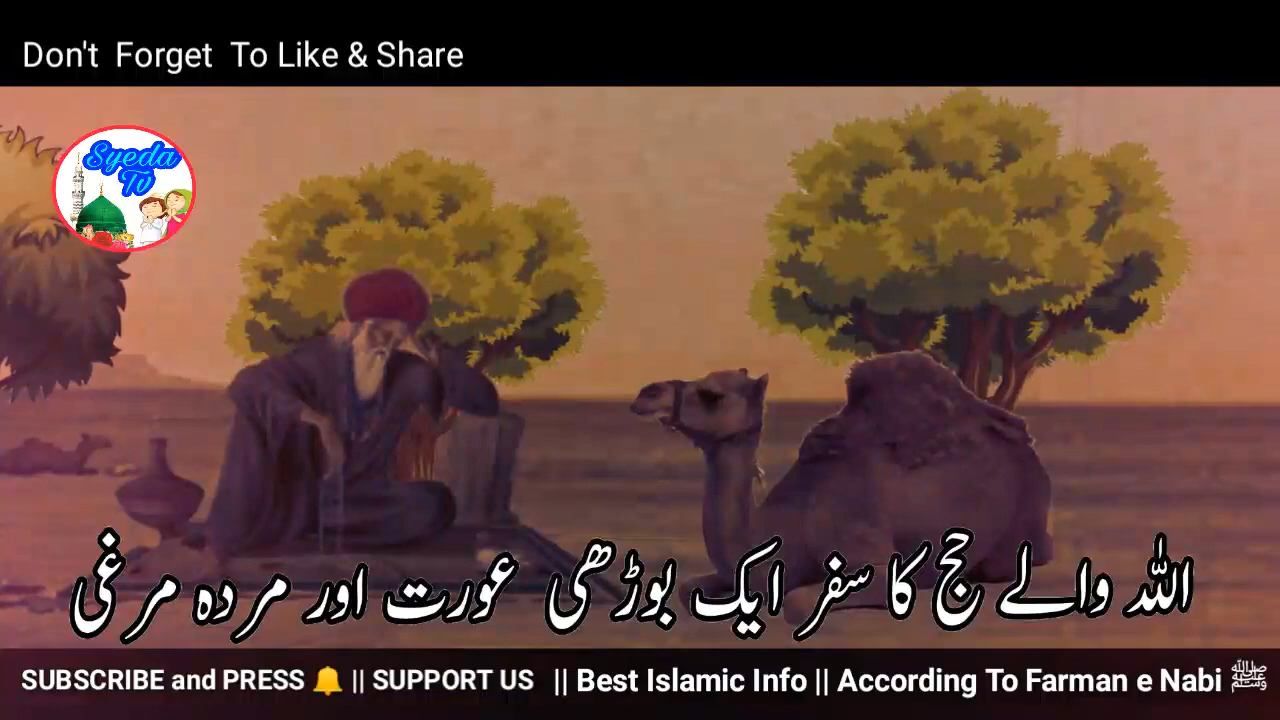 Don't Forget To Like & Share
Syeda
Tv
اللہ والے حج کا سفر ایک بوڑھی عورت اور مردہ مرغی
SUBSCRIBE and PRESS 🔔 || SUPPORT US || Best Islamic Info || According To Farman e Nabi ﷺ